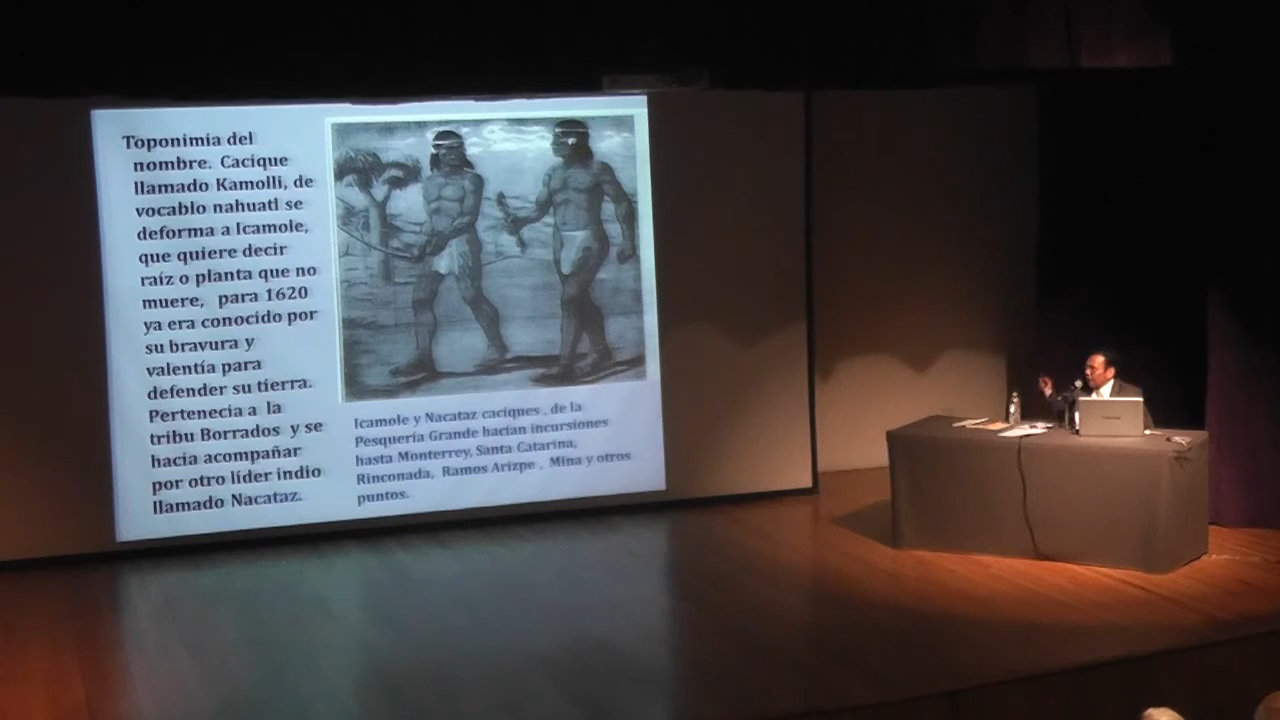 Toponimia del
nombre. Cacique
llamado Kamolli, de
vocablo nahuatl se
deforma a Icamole,
que quiere decir
raíz o planta que no
muere, para 1620
ya era conocido por
su bravura y
valentía para
defender su tierra.
Pertenecia a la
tribu Borrados y se
hacia acompañar
por otro líder indio
llamado Nacataz.
Icamole y Nacataz caciques , de la
Pesquería Grande hacian incursiones
hasta Monterrey, Santa Catarina,
Rinconada, Ramos Arizpe , Mina y otros
puntos.